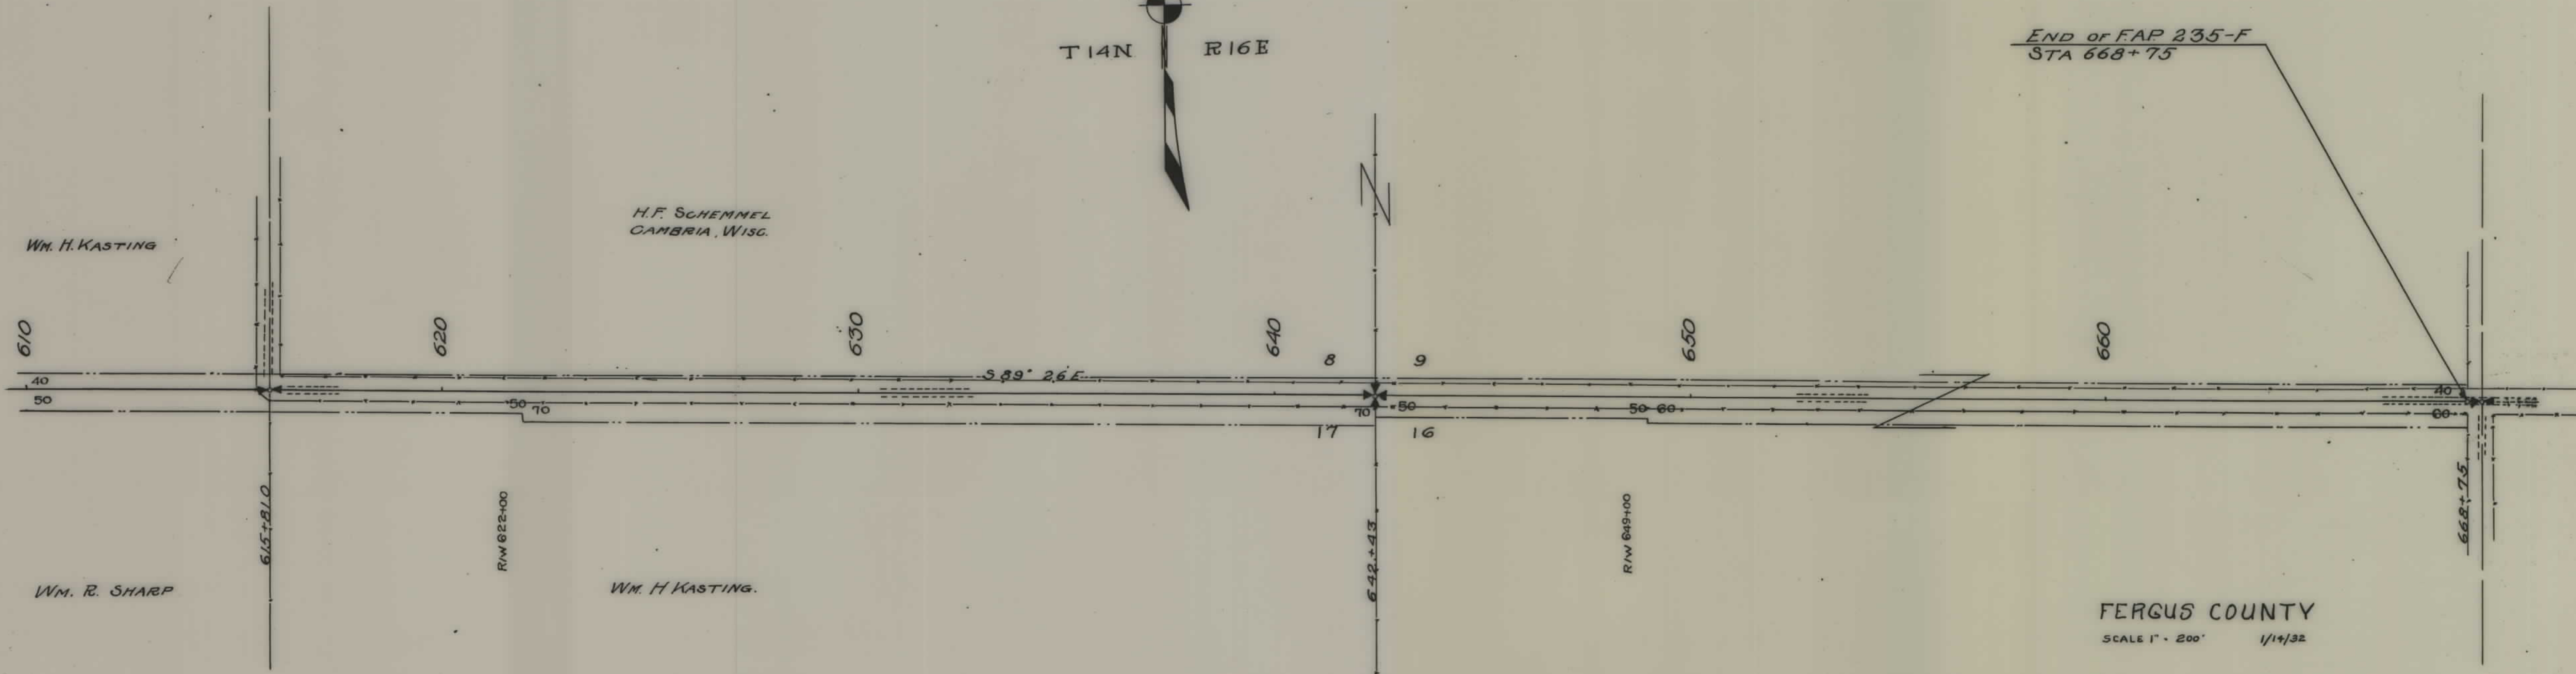 T14N R16E
END OF F.A.P. 235-F
STA 668+75
H.F. SCHEMMEL
CAMBRIA, WISC.
WM. H. KASTING
610
620
630
640
650
660
8 9
S 89° 26' E
40
50
50 70
70 50
50 60
40
60
17 16
615+81.0
R/W 622+00
642+43
R/W 649+00
668+75
WM. R. SHARP
WM. H KASTING.
FERGUS COUNTY
SCALE 1" = 200' 1/14/32